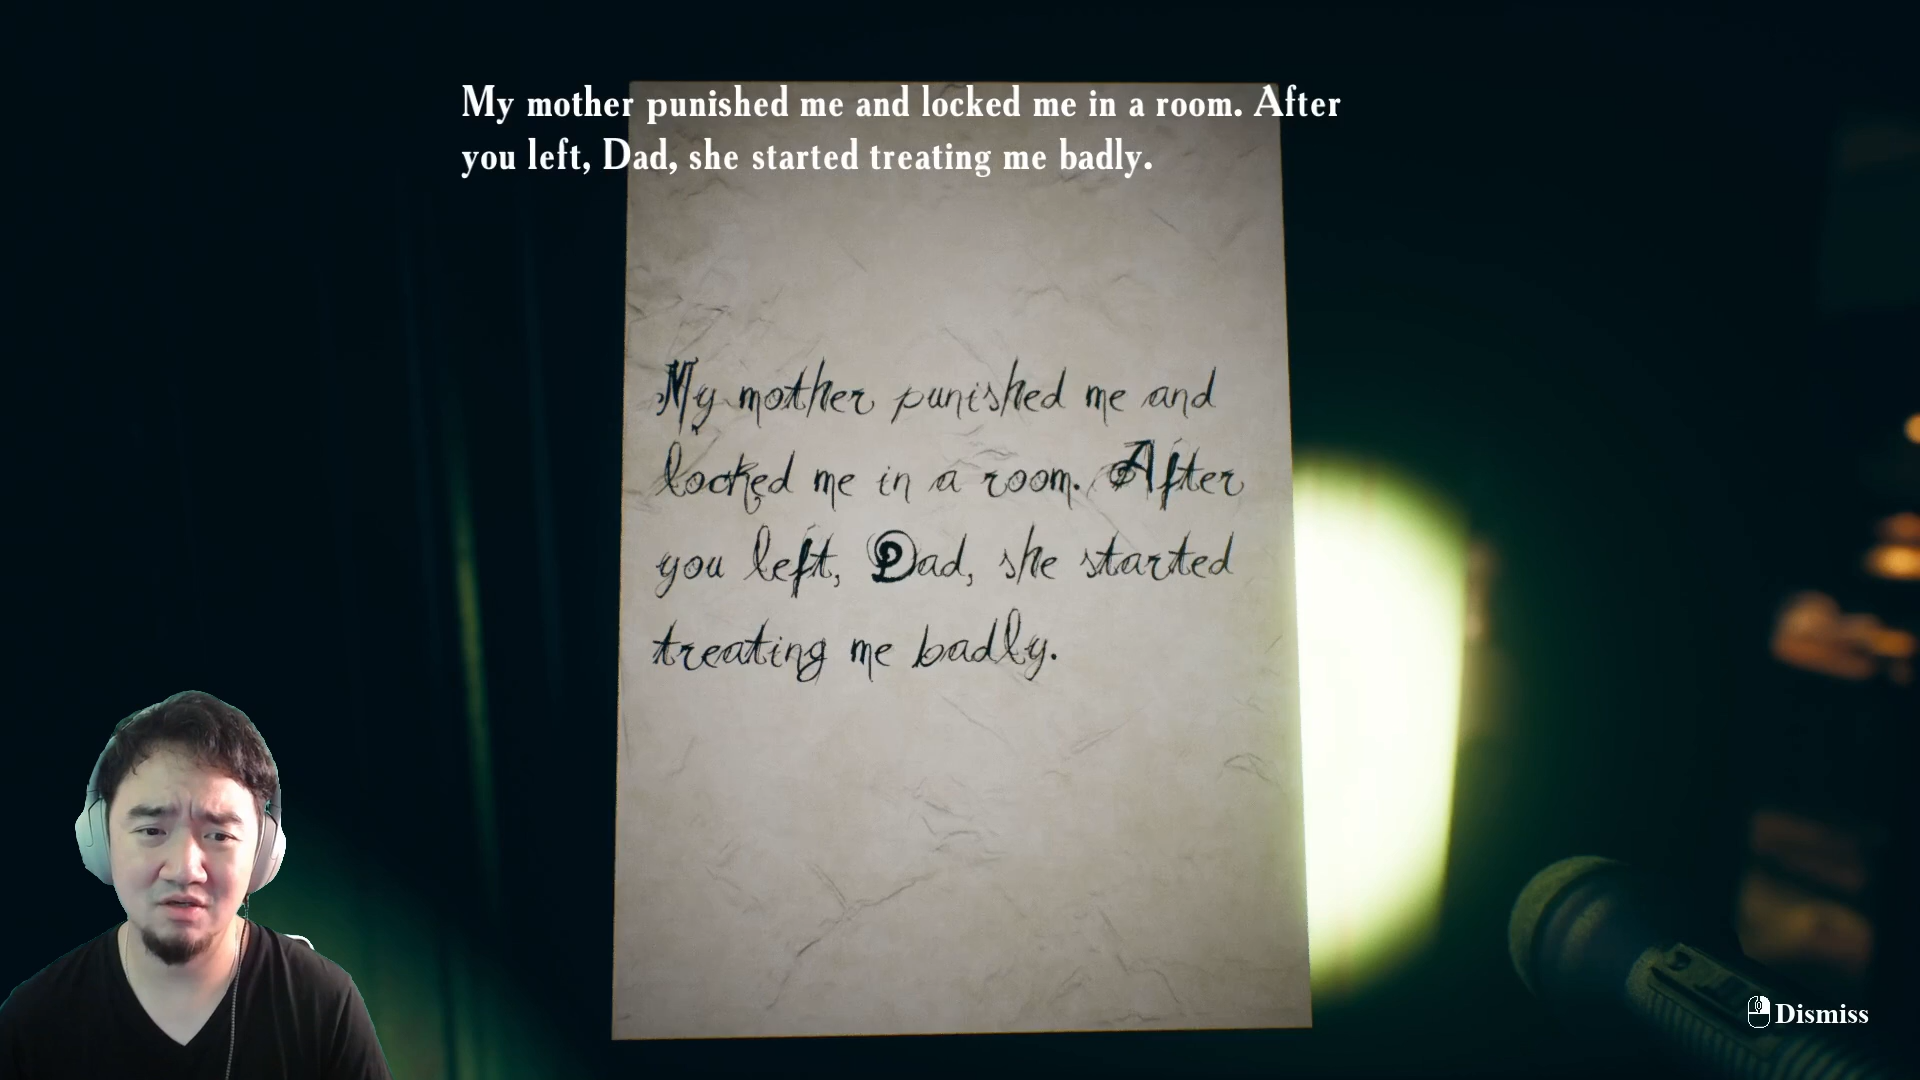 My mother punished me and locked me in a room. After
you left, Dad, she started treating me badly.
My mother punished me and
locked me in a room. After
you left, Dad, she started
treating me badly.
Dismiss